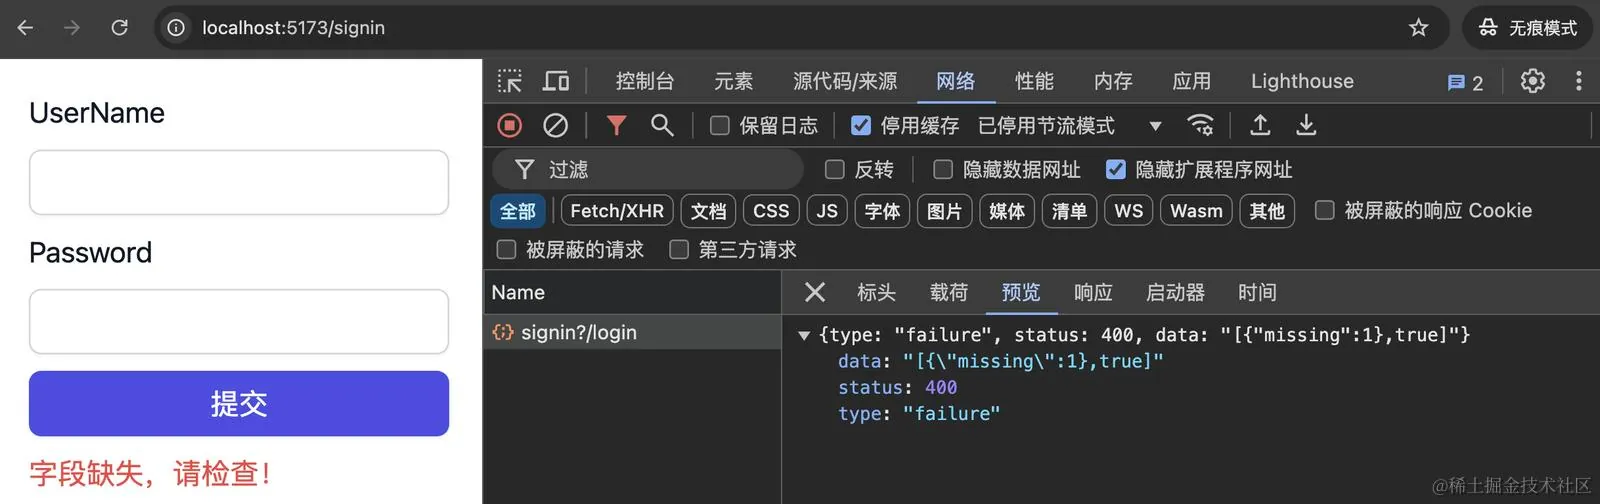 localhost:5173/signin
无痕模式
UserName
Password
提交
字段缺失，请检查！
控制台 元素 源代码/来源 网络 性能 内存 应用 Lighthouse 2
保留日志 停用缓存 已停用节流模式
过滤 反转 隐藏数据网址 隐藏扩展程序网址
全部 Fetch/XHR 文档 CSS JS 字体 图片 媒体 清单 WS Wasm 其他 被屏蔽的响应 Cookie
被屏蔽的请求 第三方请求
Name
signin?/login
标头 载荷 预览 响应 启动器 时间
{type: "failure", status: 400, data: "[{"missing":1},true]"}
data: "[{\"missing\":1},true]"
status: 400
type: "failure"
@稀土掘金技术社区